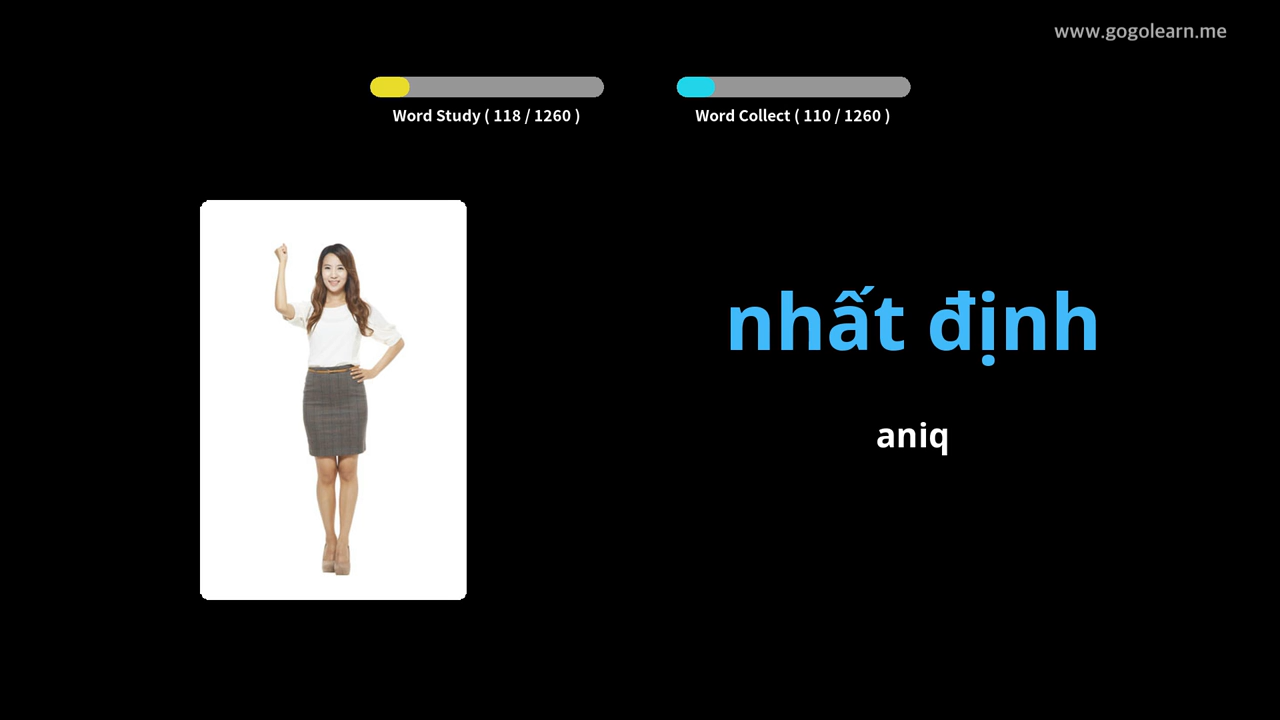 www.gogolearn.me
Word Study ( 118 / 1260 )
Word Collect ( 110 / 1260 )
nhất định
aniq